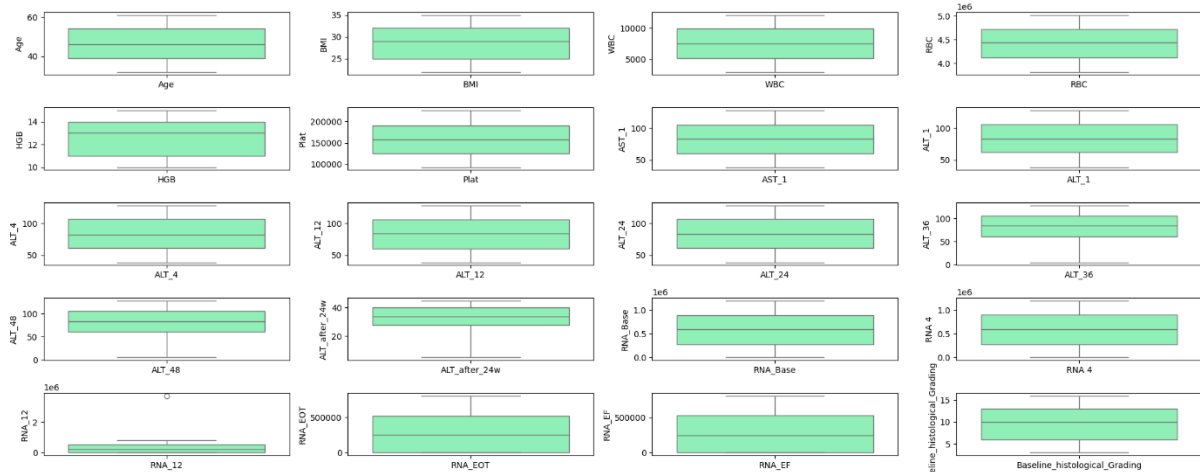 Age
60
40
Age
BMI
35
30
25
BMI
WBC
10000
5000
WBC
1e6
RBC
5.0
4.5
4.0
RBC
HGB
14
12
10
HGB
Plat
200000
150000
100000
Plat
AST_1
100
50
AST_1
ALT_1
100
50
ALT_1
ALT_4
100
50
ALT_4
ALT_12
100
50
ALT_12
ALT_24
100
50
ALT_24
ALT_36
100
50
0
ALT_36
ALT_48
100
50
0
ALT_48
ALT_after_24w
40
20
ALT_after_24w
1e6
RNA_Base
1.0
0.5
0.0
RNA_Base
1e6
RNA 4
1.0
0.5
0.0
RNA 4
1e6
RNA_12
2
0
RNA_12
RNA_EOT
500000
0
RNA_EOT
RNA_EF
500000
0
RNA_EF
eline_histological_Grading
15
10
5
Baseline_histological_Grading